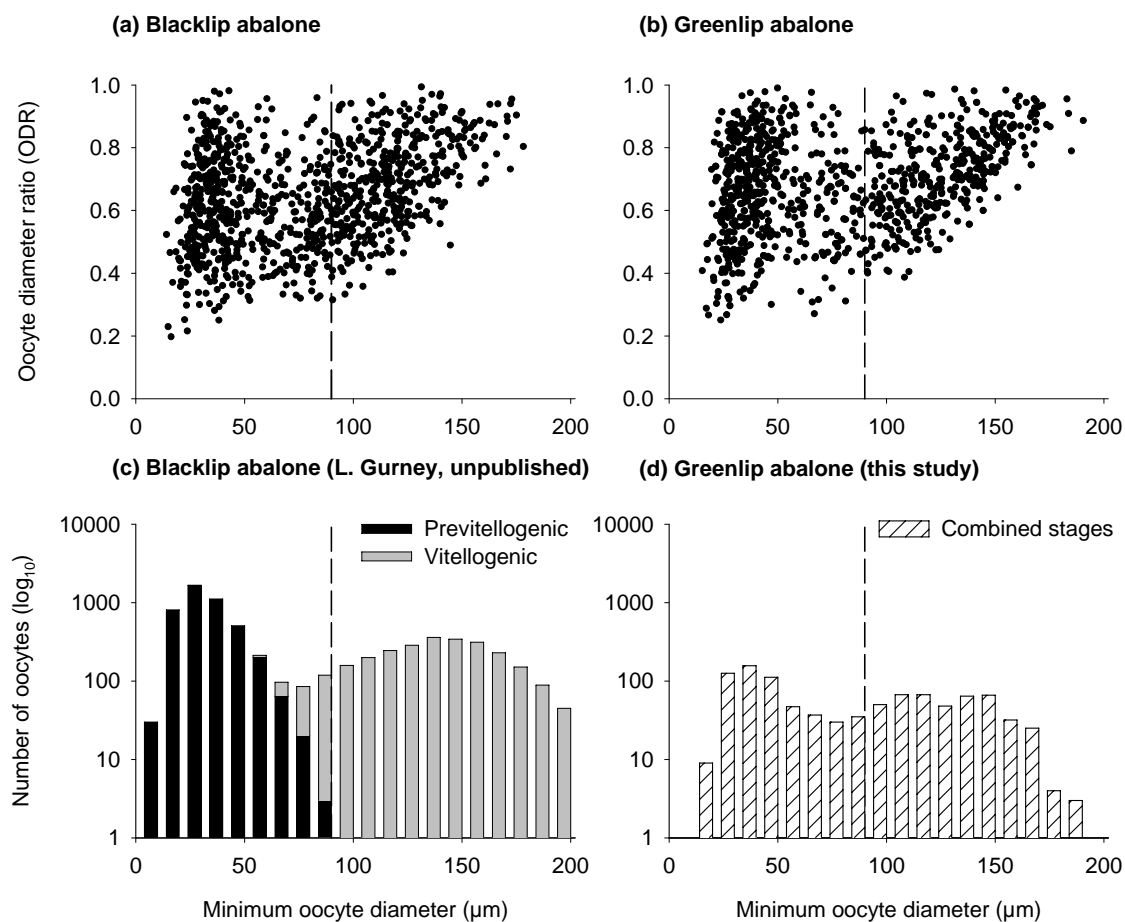 (a) Blacklip abalone
(b) Greenlip abalone
Oocyte diameter ratio (ODR)
1.0
0.8
0.6
0.4
0.2
0.0
0 50 100 150 200
1.0
0.8
0.6
0.4
0.2
0.0
0 50 100 150 200
(c) Blacklip abalone (L. Gurney, unpublished)
(d) Greenlip abalone (this study)
Number of oocytes (log10)
10000
1000
100
10
1
Previtellogenic
Vitellogenic
0 50 100 150 200
Minimum oocyte diameter (µm)
10000
1000
100
10
1
Combined stages
0 50 100 150 200
Minimum oocyte diameter (µm)